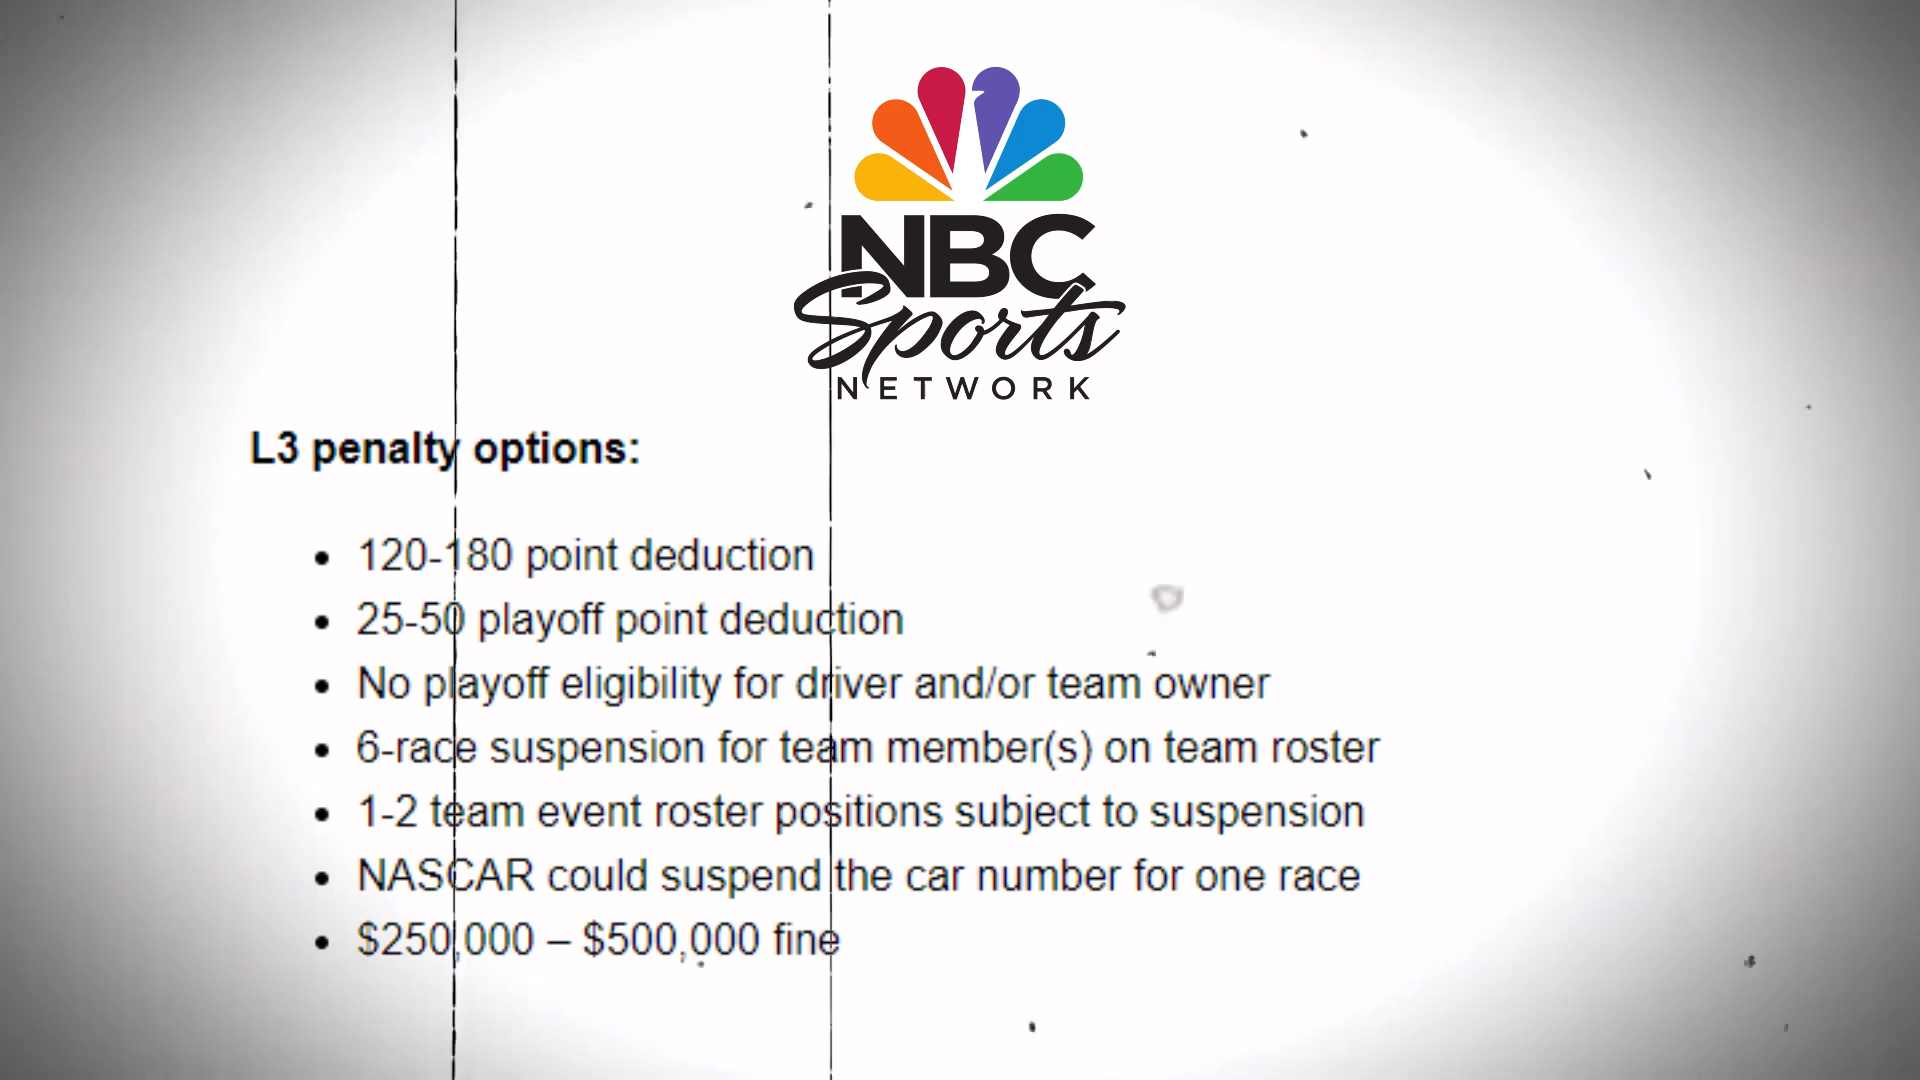 NBC
Sports
NETWORK
L3 penalty options:
• 120-180 point deduction
• 25-50 playoff point deduction
• No playoff eligibility for driver and/or team owner
• 6-race suspension for team member(s) on team roster
• 1-2 team event roster positions subject to suspension
• NASCAR could suspend the car number for one race
• $250,000 – $500,000 fine